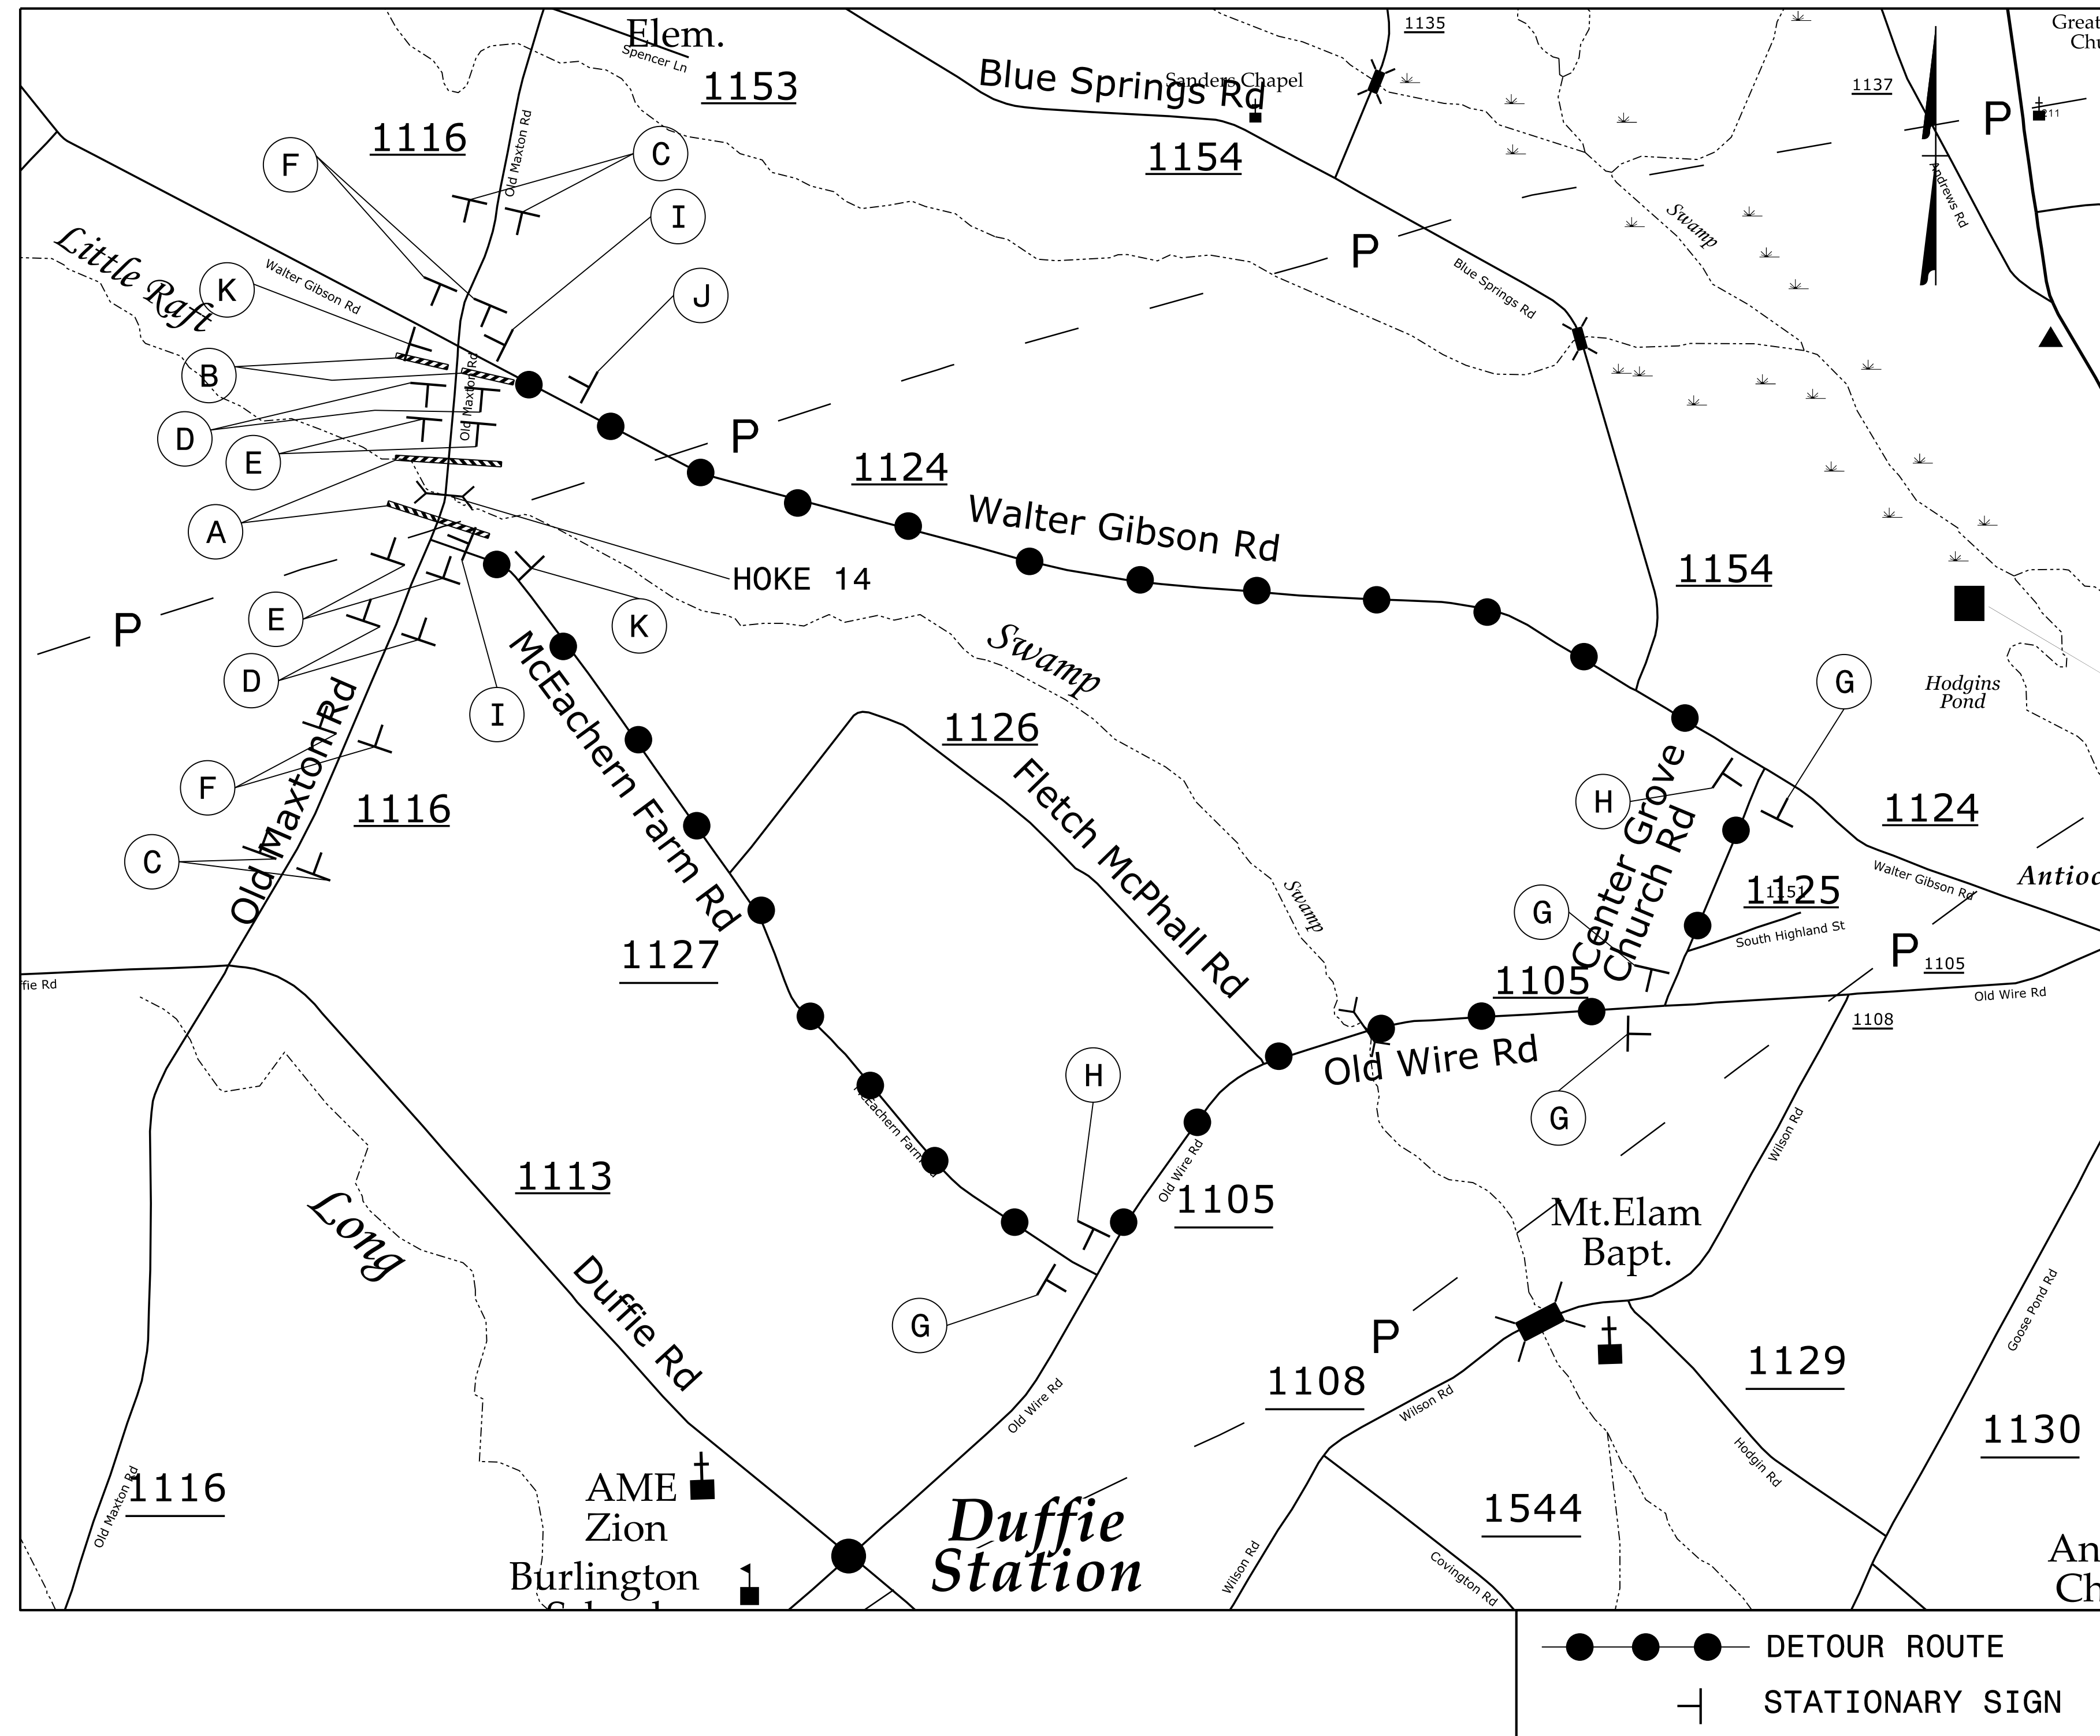 Elem.
Spencer Ln
1153
1116
Old Maxton Rd
F
C
I
K
J
B
D
E
A
Little Raft
Walter Gibson Rd
Old Maxton Rd
Old Maxton Rd
Blue Springs Rd
Sanders Chapel
1135
1154
P
Blue Springs Rd
Swamp
1137
Andrews Rd
P
Great
Chu
P
1124
Walter Gibson Rd
HOKE 14
1154
P
E
D
K
I
F
C
Old Maxton Rd
1116
McEachern Farm Rd
Swamp
1126
Fletch McPhall Rd
Hodgins
Pond
G
H
Center Grove
Church Rd
1124
Walter Gibson Rd
Antioc
1151
1125
South Highland St
P
1105
Old Wire Rd
1108
G
1105
Swamp
Old Wire Rd
G
1127
fie Rd
H
McEachern Farm
Old Wire Rd
1105
G
1113
Long
Duffie Rd
Wilson Rd
Mt.Elam
Bapt.
P
1108
Wilson Rd
1129
Hodgin Rd
Goose Pond Rd
1130
1116
Old Maxton Rd
AME
Zion
Burlington
Old Wire Rd
Duffie
Station
Wilson Rd
1544
Covington Rd
An
Ch
DETOUR ROUTE
STATIONARY SIGN